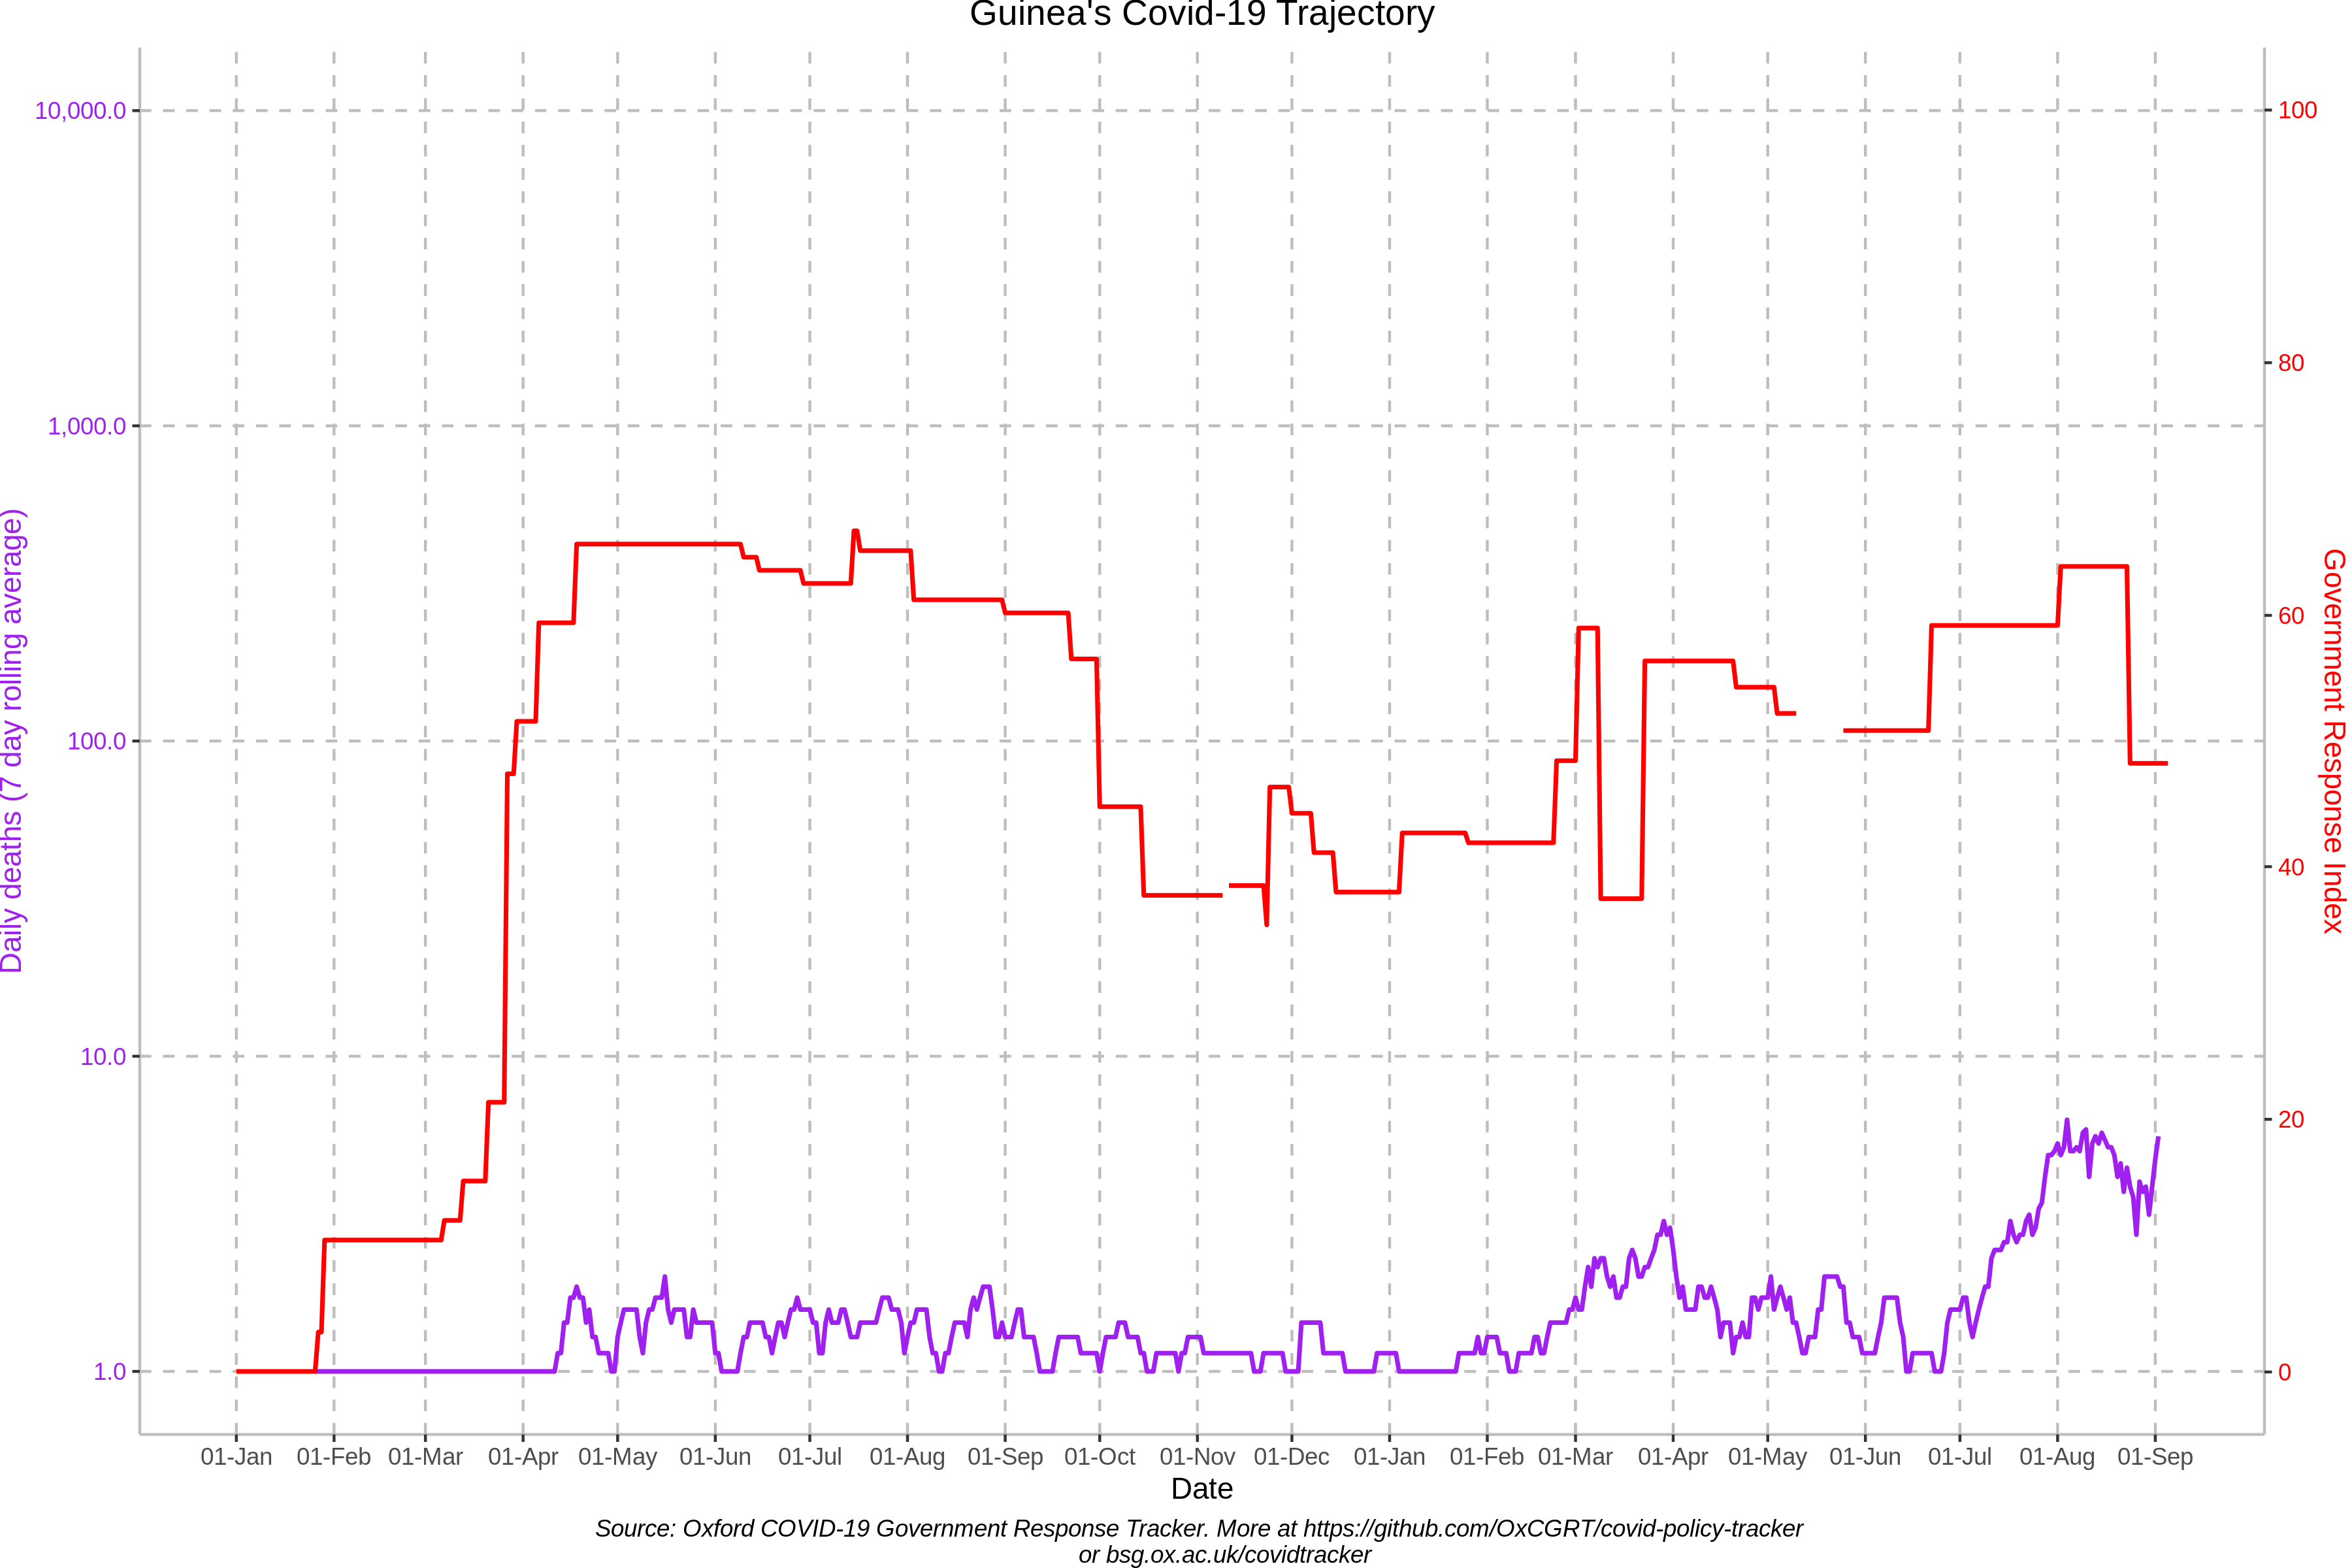 Guinea's Covid-19 Trajectory
10,000.0
1,000.0
100.0
10.0
1.0
Daily deaths (7 day rolling average)
100
80
60
40
20
0
Government Response Index
01-Jan 01-Feb 01-Mar 01-Apr 01-May 01-Jun 01-Jul 01-Aug 01-Sep 01-Oct 01-Nov 01-Dec 01-Jan 01-Feb 01-Mar 01-Apr 01-May 01-Jun 01-Jul 01-Aug 01-Sep
Date
Source: Oxford COVID-19 Government Response Tracker. More at https://github.com/OxCGRT/covid-policy-tracker
or bsg.ox.ac.uk/covidtracker